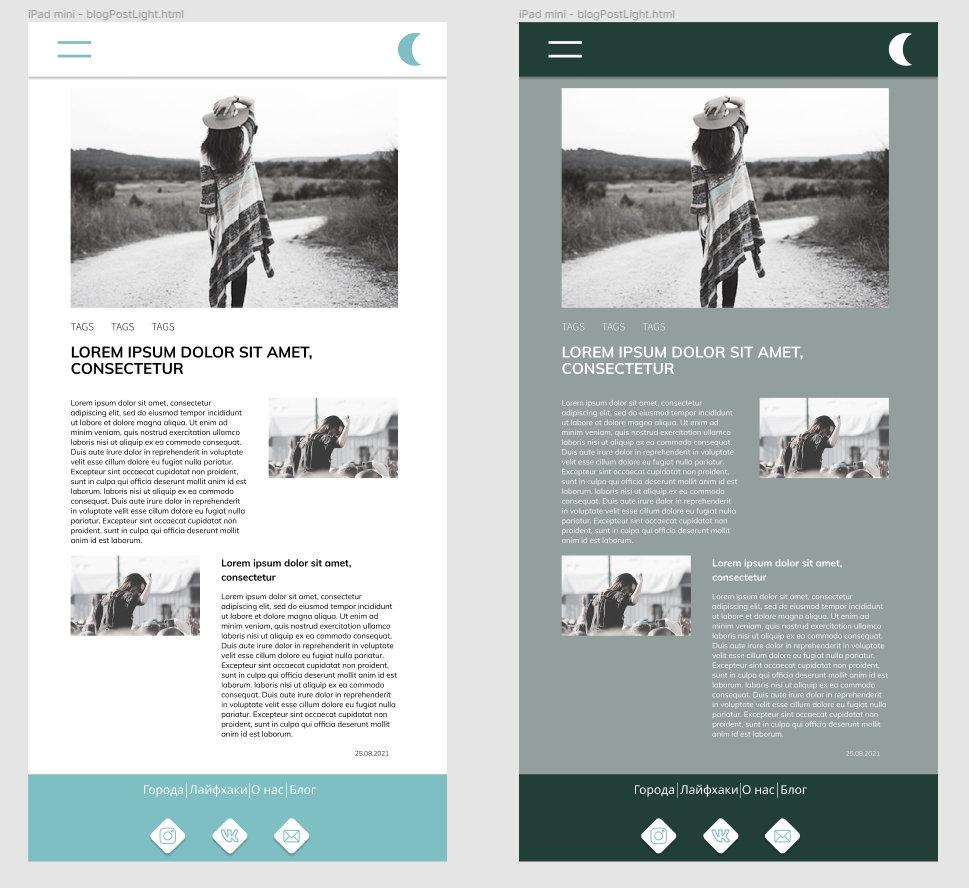 iPad mini - blogPostLight.html
TAGS TAGS TAGS
LOREM IPSUM DOLOR SIT AMET,
CONSECTETUR
Lorem ipsum dolor sit amet, consectetur
adipiscing elit, sed do eiusmod tempor incididunt
ut labore et dolore magna aliqua. Ut enim ad
minim veniam, quis nostrud exercitation ullamco
laboris nisi ut aliquip ex ea commodo consequat.
Duis aute irure dolor in reprehenderit in voluptate
velit esse cillum dolore eu fugiat nulla pariatur.
Excepteur sint occaecat cupidatat non proident,
sunt in culpa qui officia deserunt mollit anim id est
laborum. laboris nisi ut aliquip ex ea commodo
consequat. Duis aute irure dolor in reprehenderit
in voluptate velit esse cillum dolore eu fugiat nulla
pariatur. Excepteur sint occaecat cupidatat non
proident, sunt in culpa qui officia deserunt mollit
anim id est laborum.
Lorem ipsum dolor sit amet,
consectetur
Lorem ipsum dolor sit amet, consectetur
adipiscing elit, sed do eiusmod tempor incididunt
ut labore et dolore magna aliqua. Ut enim ad
minim veniam, quis nostrud exercitation ullamco
laboris nisi ut aliquip ex ea commodo consequat.
Duis aute irure dolor in reprehenderit in voluptate
velit esse cillum dolore eu fugiat nulla pariatur.
Excepteur sint occaecat cupidatat non proident,
sunt in culpa qui officia deserunt mollit anim id est
laborum. laboris nisi ut aliquip ex ea commodo
consequat. Duis aute irure dolor in reprehenderit
in voluptate velit esse cillum dolore eu fugiat nulla
pariatur. Excepteur sint occaecat cupidatat non
proident, sunt in culpa qui officia deserunt mollit
anim id est laborum.
25.08.2021
Города|Лайфхаки|О нас|Блог
iPad mini - blogPostLight.html
TAGS TAGS TAGS
LOREM IPSUM DOLOR SIT AMET,
CONSECTETUR
Lorem ipsum dolor sit amet, consectetur
adipiscing elit, sed do eiusmod tempor incididunt
ut labore et dolore magna aliqua. Ut enim ad
minim veniam, quis nostrud exercitation ullamco
laboris nisi ut aliquip ex ea commodo consequat.
Duis aute irure dolor in reprehenderit in voluptate
velit esse cillum dolore eu fugiat nulla pariatur.
Excepteur sint occaecat cupidatat non proident,
sunt in culpa qui officia deserunt mollit anim id est
laborum. laboris nisi ut aliquip ex ea commodo
consequat. Duis aute irure dolor in reprehenderit
in voluptate velit esse cillum dolore eu fugiat nulla
pariatur. Excepteur sint occaecat cupidatat non
proident, sunt in culpa qui officia deserunt mollit
anim id est laborum.
Lorem ipsum dolor sit amet,
consectetur
Lorem ipsum dolor sit amet, consectetur
adipiscing elit, sed do eiusmod tempor incididunt
ut labore et dolore magna aliqua. Ut enim ad
minim veniam, quis nostrud exercitation ullamco
laboris nisi ut aliquip ex ea commodo consequat.
Duis aute irure dolor in reprehenderit in voluptate
velit esse cillum dolore eu fugiat nulla pariatur.
Excepteur sint occaecat cupidatat non proident,
sunt in culpa qui officia deserunt mollit anim id est
laborum. laboris nisi ut aliquip ex ea commodo
consequat. Duis aute irure dolor in reprehenderit
in voluptate velit esse cillum dolore eu fugiat nulla
pariatur. Excepteur sint occaecat cupidatat non
proident, sunt in culpa qui officia deserunt mollit
anim id est laborum.
25.08.2021
Города|Лайфхаки|О нас|Блог